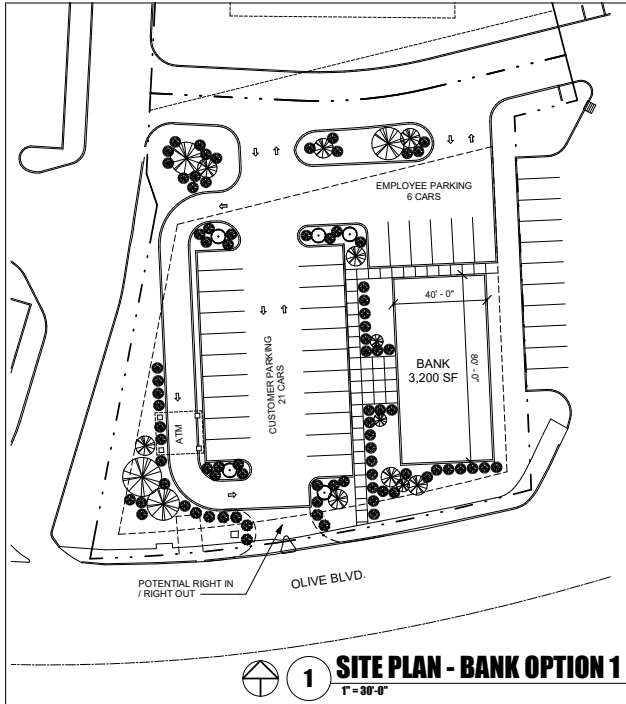 EMPLOYEE PARKING
6 CARS
40' - 0"
80' - 0"
BANK
3,200 SF
CUSTOMER PARKING
21 CARS
ATM
POTENTIAL RIGHT IN
/ RIGHT OUT
OLIVE BLVD.
1
SITE PLAN - BANK OPTION 1
1" = 30'-0"